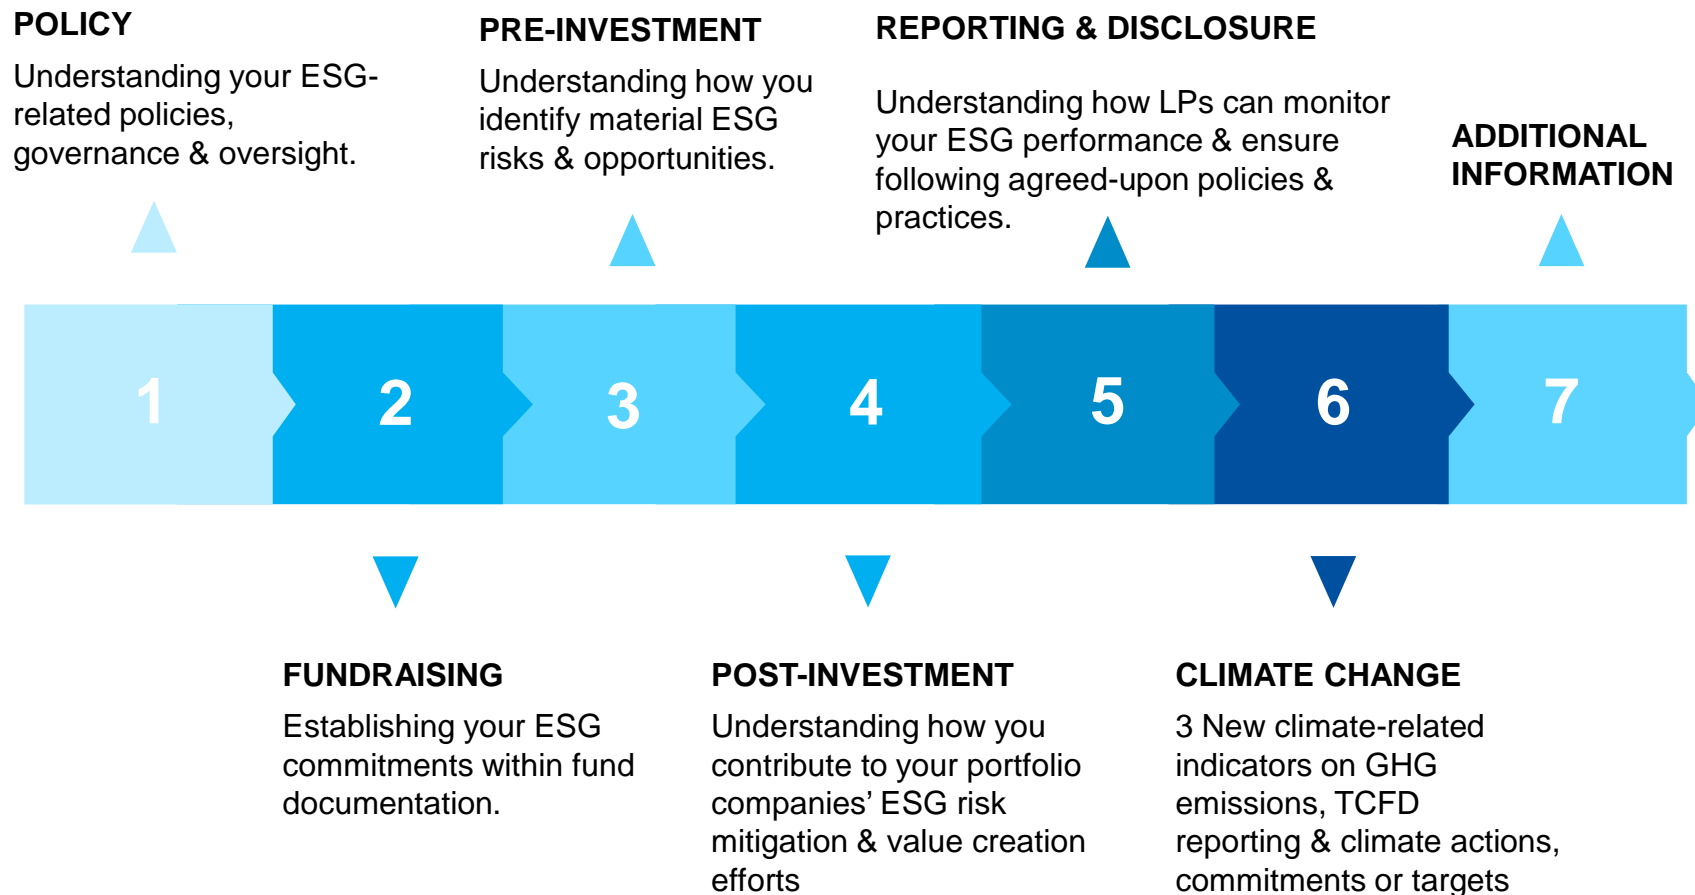 POLICY
Understanding your ESG-
related policies,
governance & oversight.
PRE-INVESTMENT
Understanding how you
identify material ESG
risks & opportunities.
REPORTING & DISCLOSURE
Understanding how LPs can monitor
your ESG performance & ensure
following agreed-upon policies &
practices.
ADDITIONAL
INFORMATION
1
2
3
4
5
6
7
FUNDRAISING
Establishing your ESG
commitments within fund
documentation.
POST-INVESTMENT
Understanding how you
contribute to your portfolio
companies’ ESG risk
mitigation & value creation
efforts
CLIMATE CHANGE
3 New climate-related
indicators on GHG
emissions, TCFD
reporting & climate actions,
commitments or targets